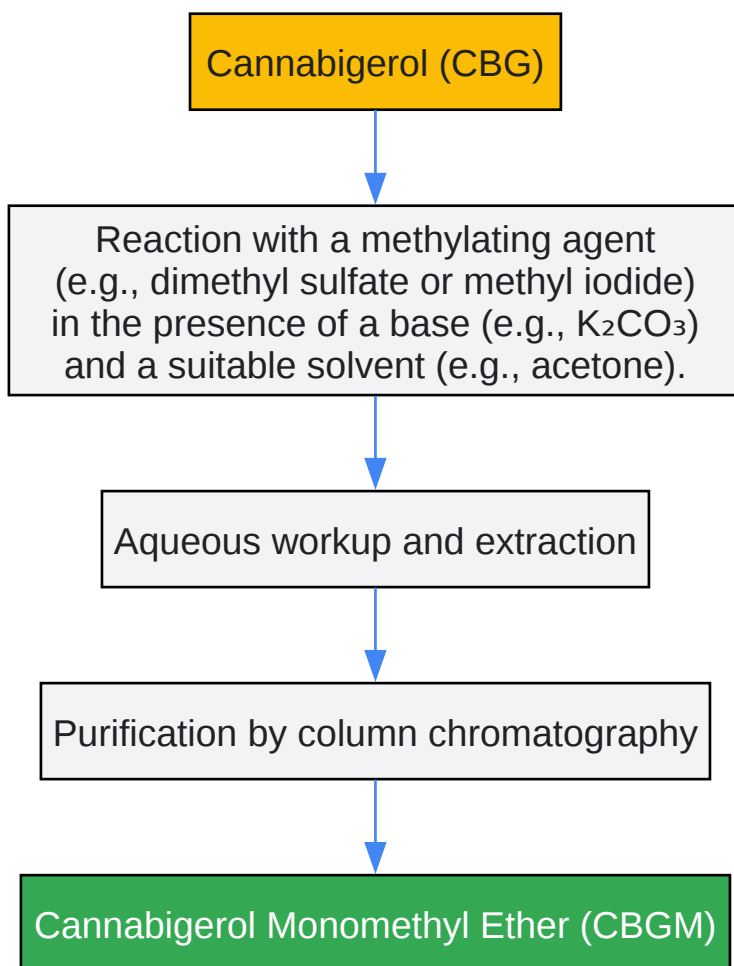 Cannabigerol (CBG)
Reaction with a methylating agent
(e.g., dimethyl sulfate or methyl iodide)
in the presence of a base (e.g., K₂CO₃)
and a suitable solvent (e.g., acetone).
Aqueous workup and extraction
Purification by column chromatography
Cannabigerol Monomethyl Ether (CBGM)